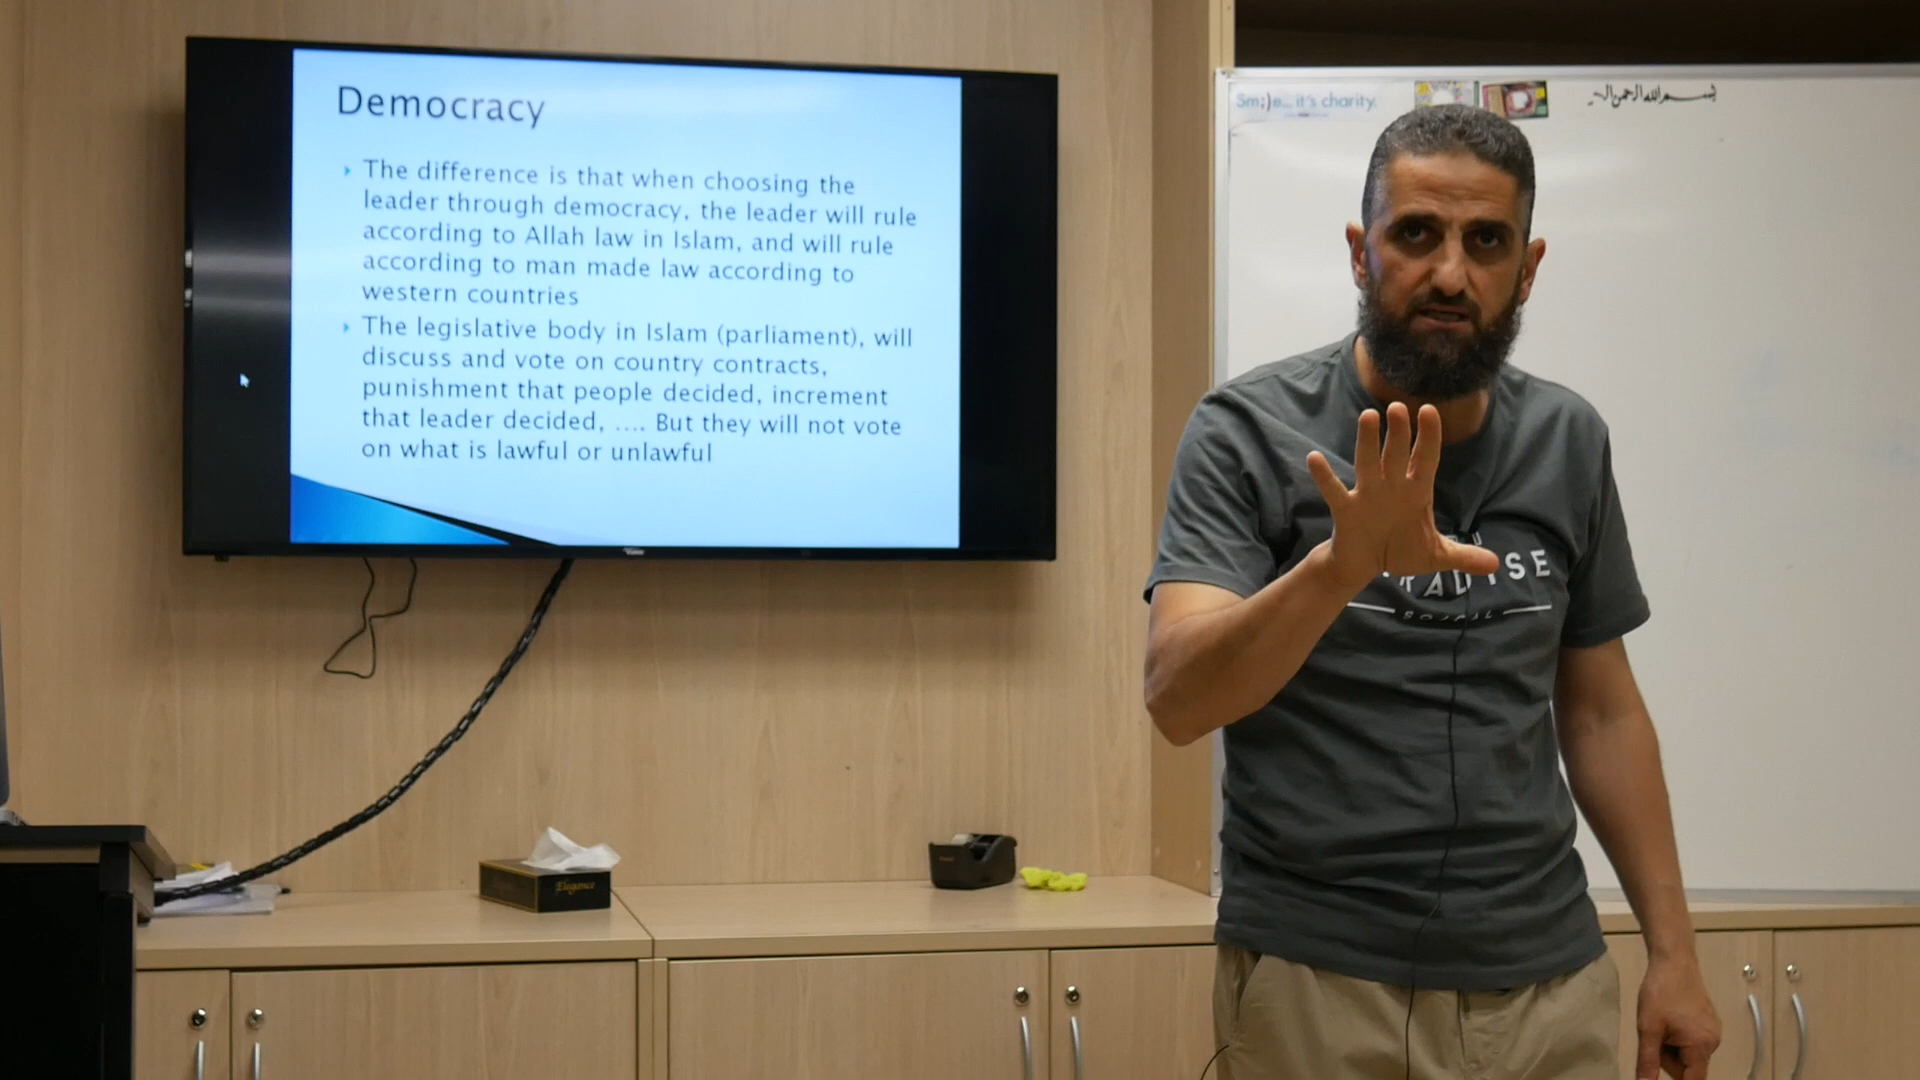 Democracy
The difference is that when choosing the
leader through democracy, the leader will rule
according to Allah law in Islam, and will rule
according to man made law according to
western countries
The legislative body in Islam (parliament), will
discuss and vote on country contracts,
punishment that people decided, increment
that leader decided, .... But they will not vote
on what is lawful or unlawful
Sm;)e... it's charity.
بسم الله الرحمن الر
Elegance